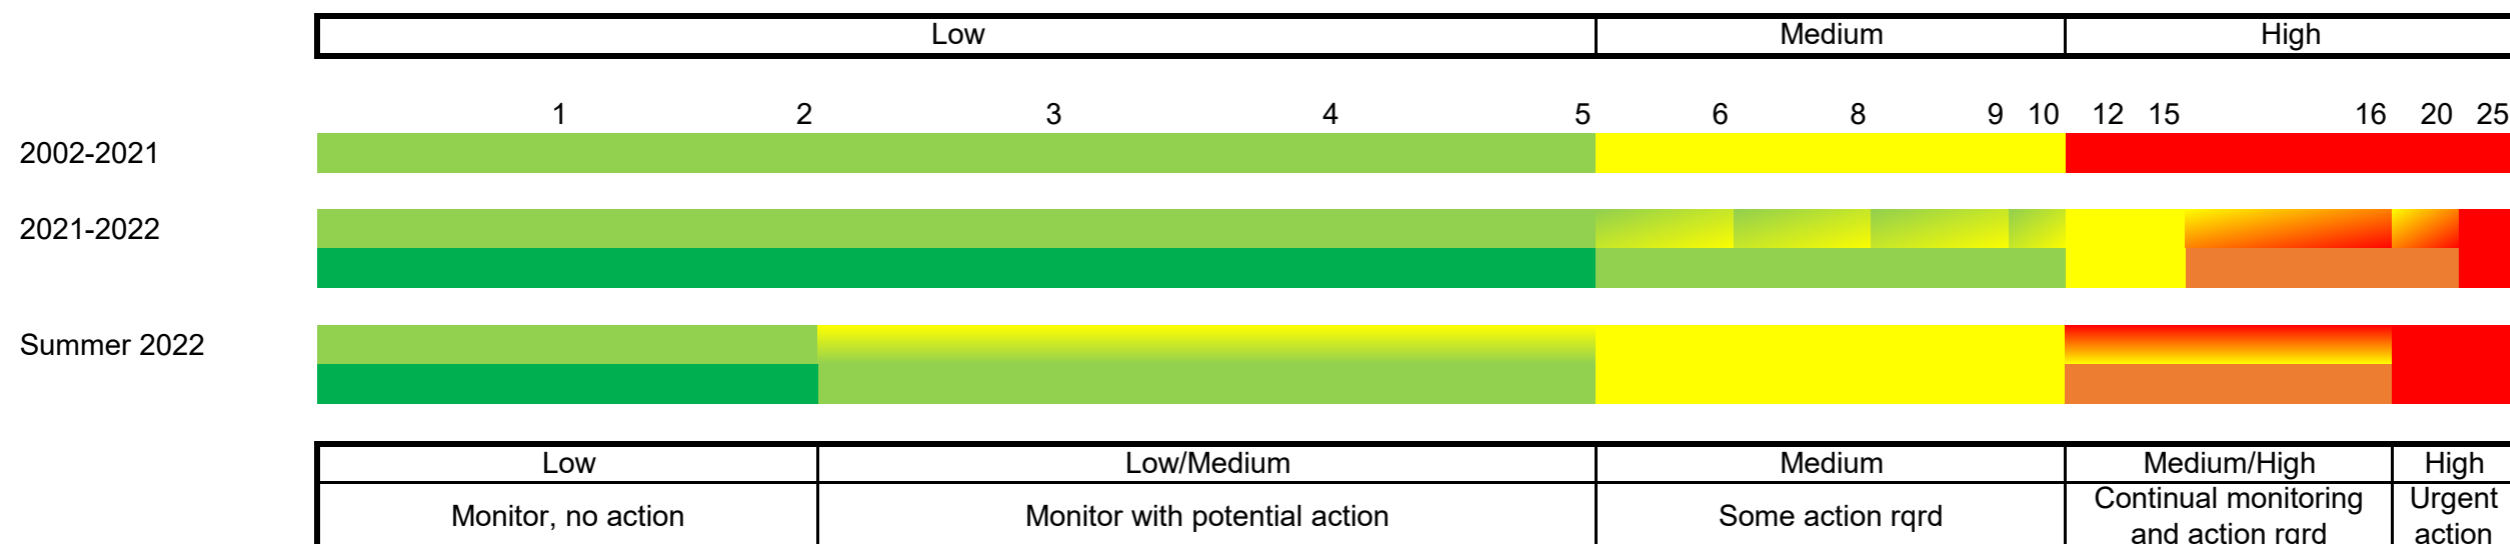 Low Medium High
1 2 3 4 5 6 8 9 10 12 15 16 20 25
2002-2021
2021-2022
Summer 2022
Low Low/Medium Medium Medium/High High
Monitor, no action Monitor with potential action Some action rqrd Continual monitoring Urgent
and action rqrd action